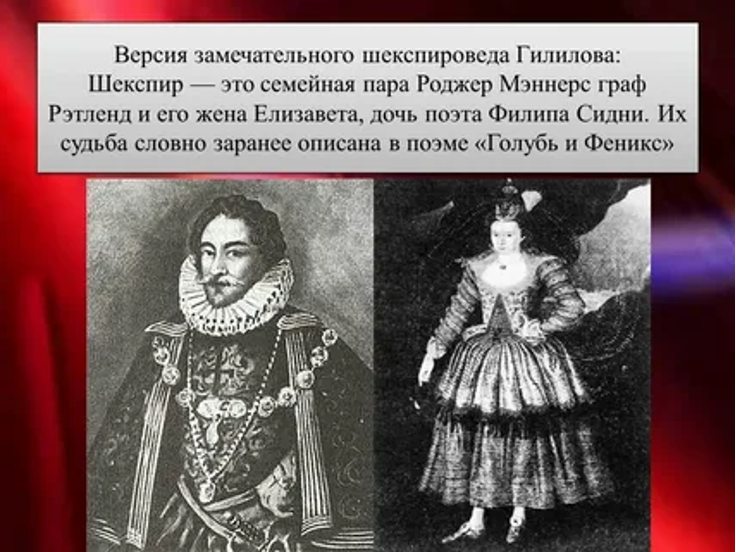 Версия замечательного шекспироведа Гилилова:
Шекспир — это семейная пара Роджер Мэннерс граф
Рэтленд и его жена Елизавета, дочь поэта Филипа Сидни. Их
судьба словно заранее описана в поэме «Голубь и Феникс»